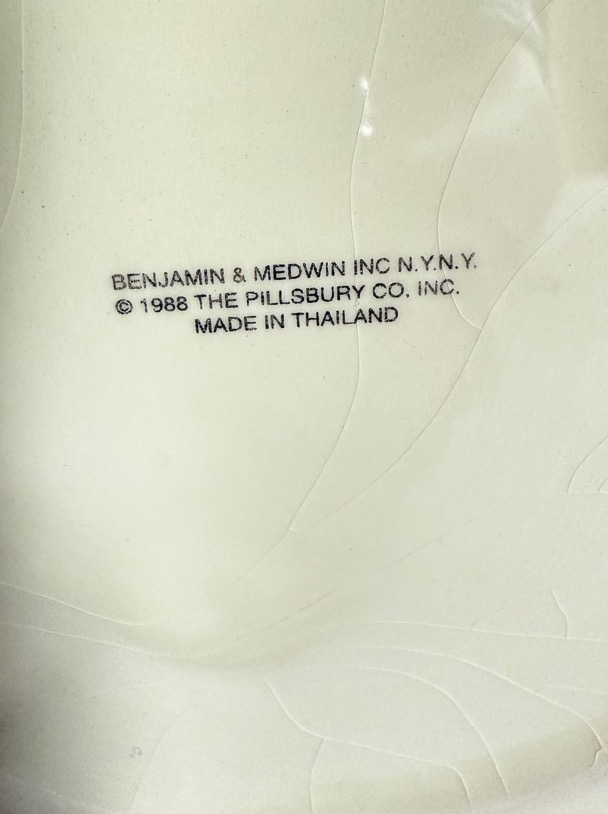 BENJAMIN & MEDWIN INC N.Y.N.Y.
© 1988 THE PILLSBURY CO. INC.
MADE IN THAILAND